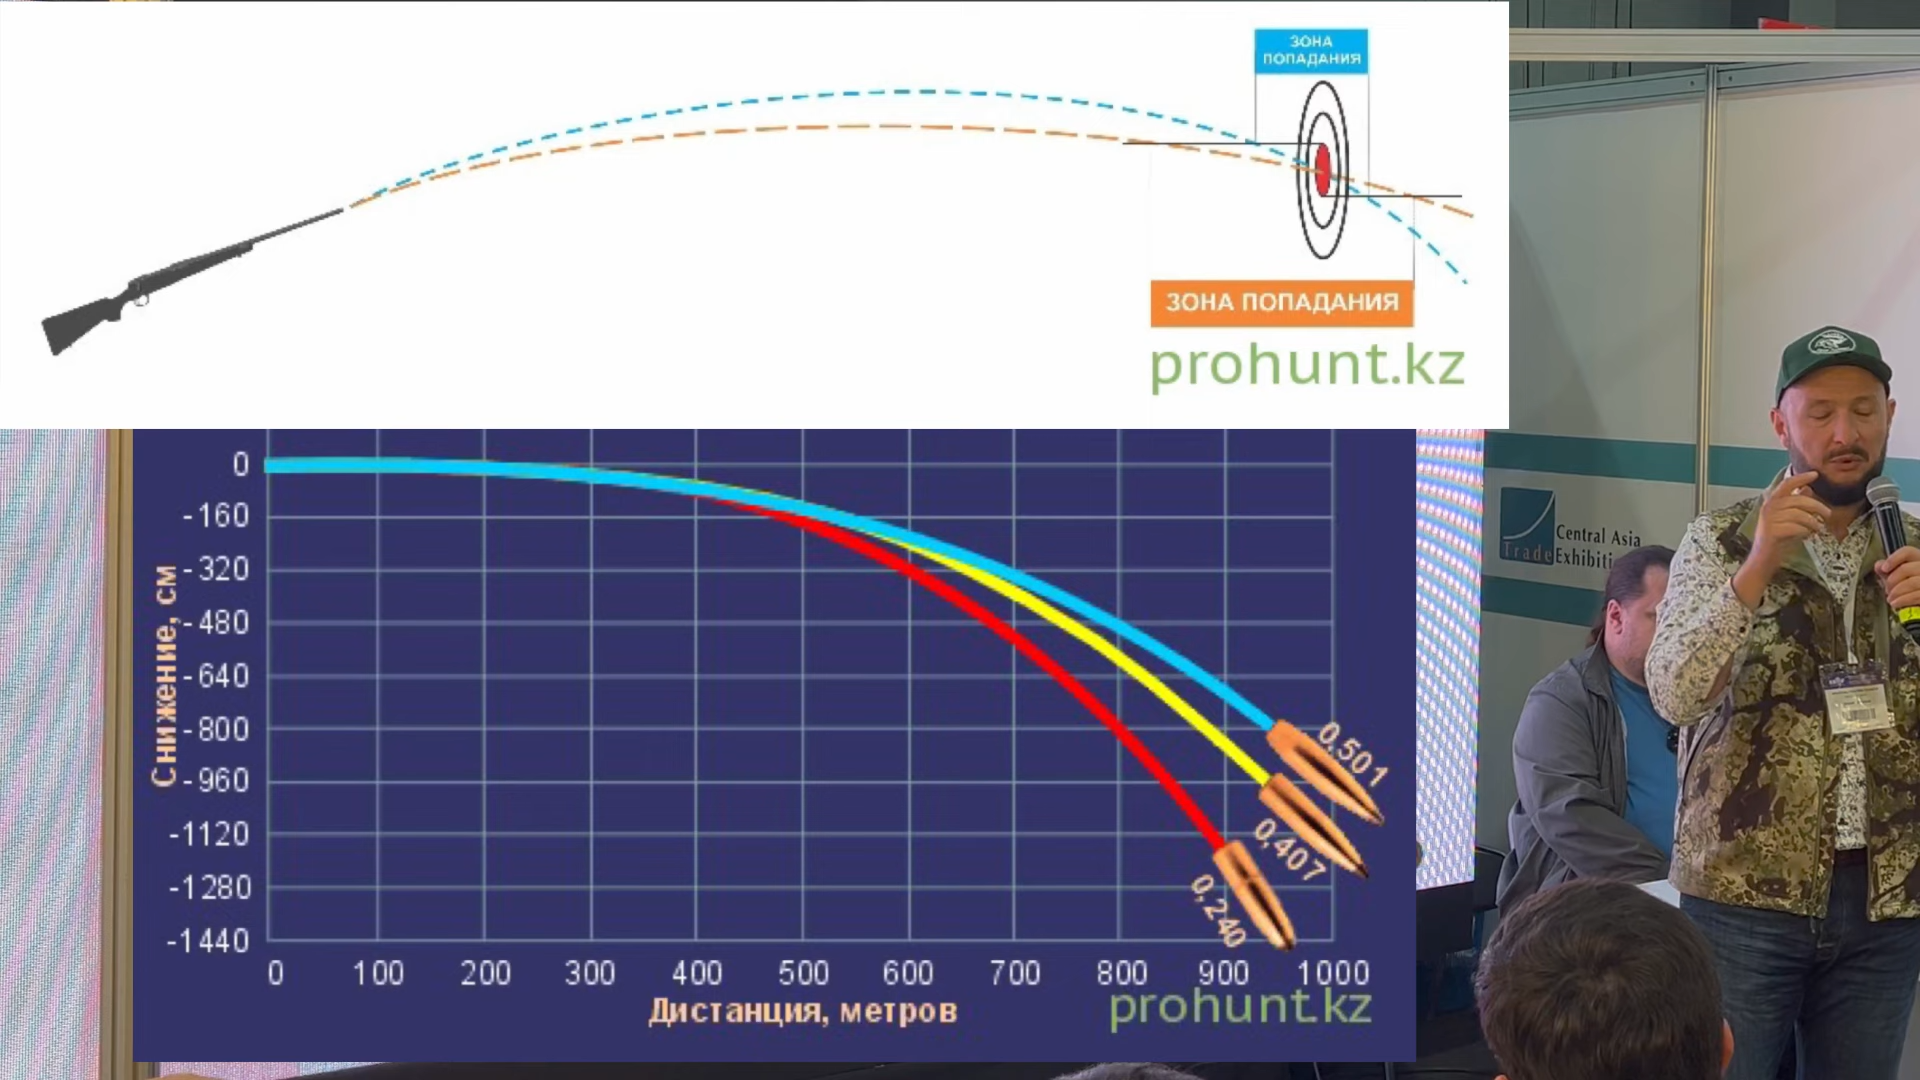 ЗОНА
ПОПАДАНИЯ
ЗОНА ПОПАДАНИЯ
prohunt.kz
0
-160
-320
-480
-640
-800
-960
-1120
-1280
-1440
Снижение, см
0,501
0,407
0,240
0 100 200 300 400 500 600 700 800 900 1000
Дистанция, метров
prohunt.kz
Central Asia
Trade Exhibiti